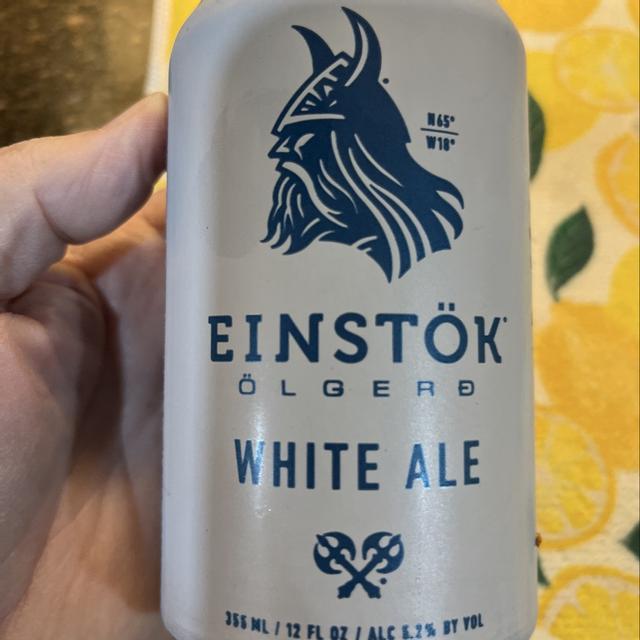 N65°
W18°
EINSTÖK
ÖLGERÐ
WHITE ALE
355 ML / 12 FL OZ / ALC 5.2% BY VOL